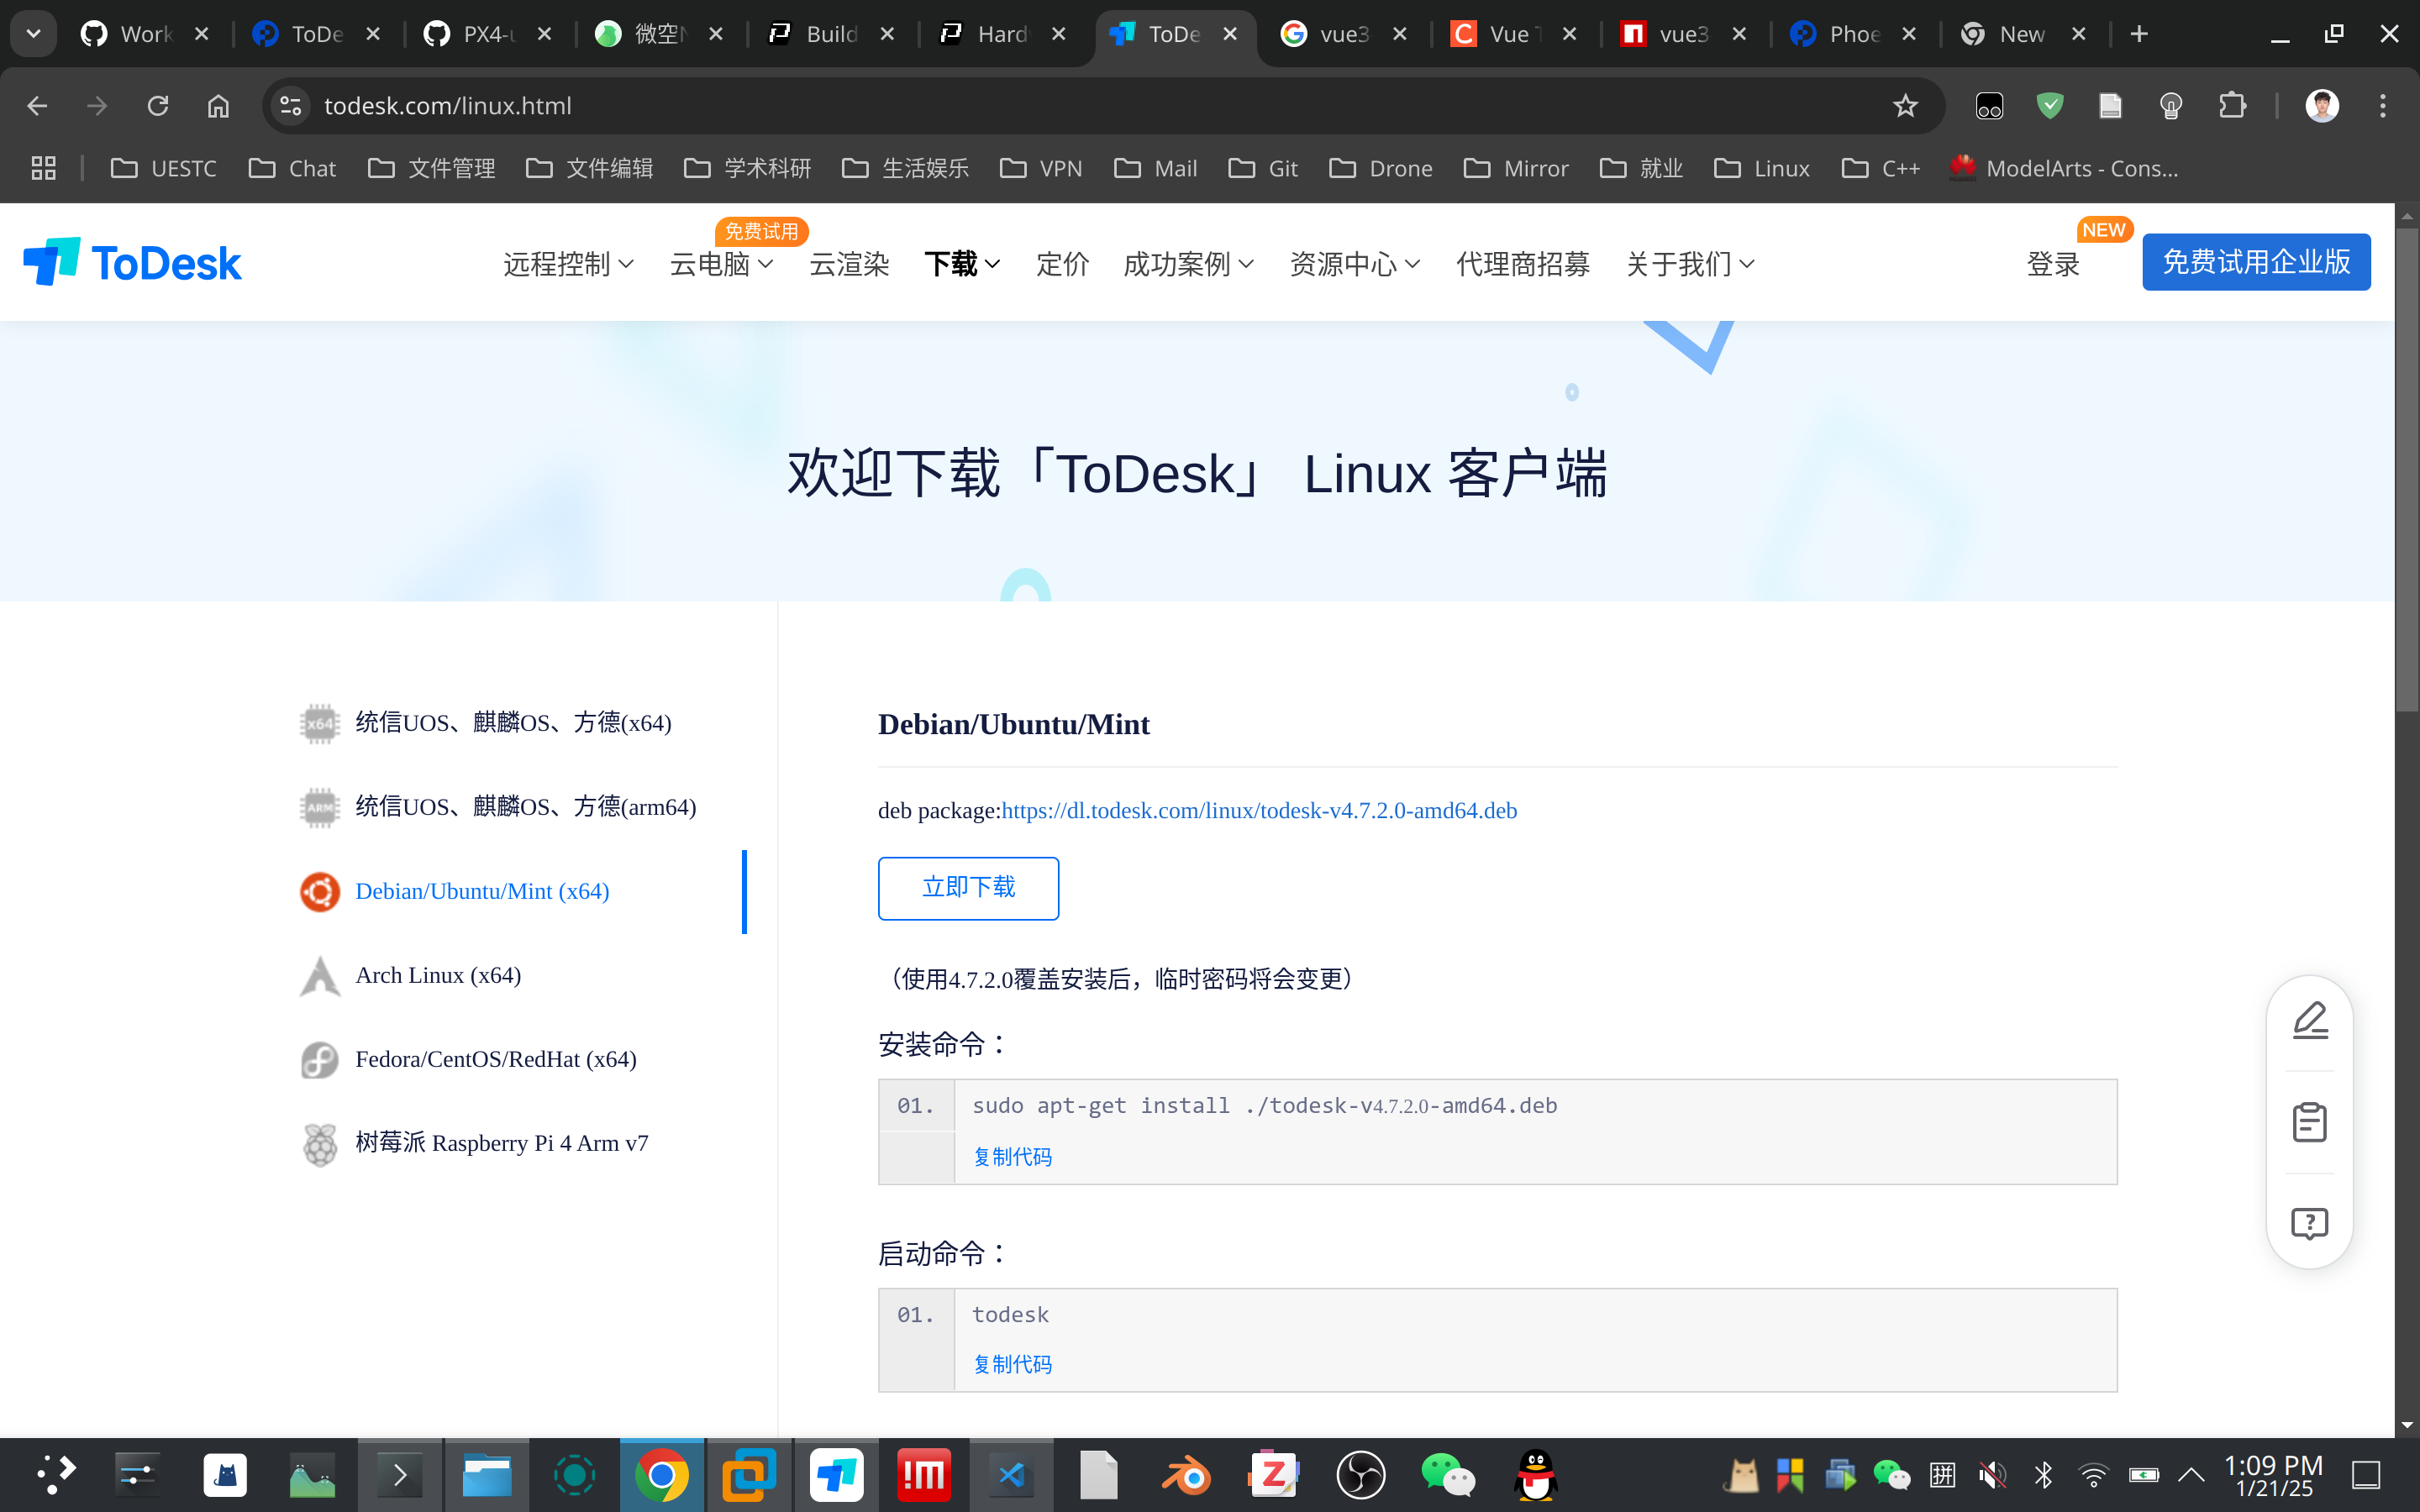 Work
ToDe
PX4-u
微空N
Build
Hard
ToDe
vue3
Vue T
vue3
Phoe
New
todesk.com/linux.html
UESTC
Chat
文件管理
文件编辑
学术科研
生活娱乐
VPN
Mail
Git
Drone
Mirror
就业
Linux
C++
ModelArts - Cons...
ToDesk
远程控制
云电脑
免费试用
云渲染
下载
定价
成功案例
资源中心
代理商招募
关于我们
登录
NEW
免费试用企业版
欢迎下载「ToDesk」 Linux 客户端
x64
统信UOS、麒麟OS、方德(x64)
ARM
统信UOS、麒麟OS、方德(arm64)
Debian/Ubuntu/Mint (x64)
Arch Linux (x64)
Fedora/CentOS/RedHat (x64)
树莓派 Raspberry Pi 4 Arm v7
Debian/Ubuntu/Mint
deb package:https://dl.todesk.com/linux/todesk-v4.7.2.0-amd64.deb
立即下载
（使用4.7.2.0覆盖安装后，临时密码将会变更）
安装命令：
01. sudo apt-get install ./todesk-v4.7.2.0-amd64.deb
复制代码
启动命令：
01. todesk
复制代码
拼
1:09 PM
1/21/25